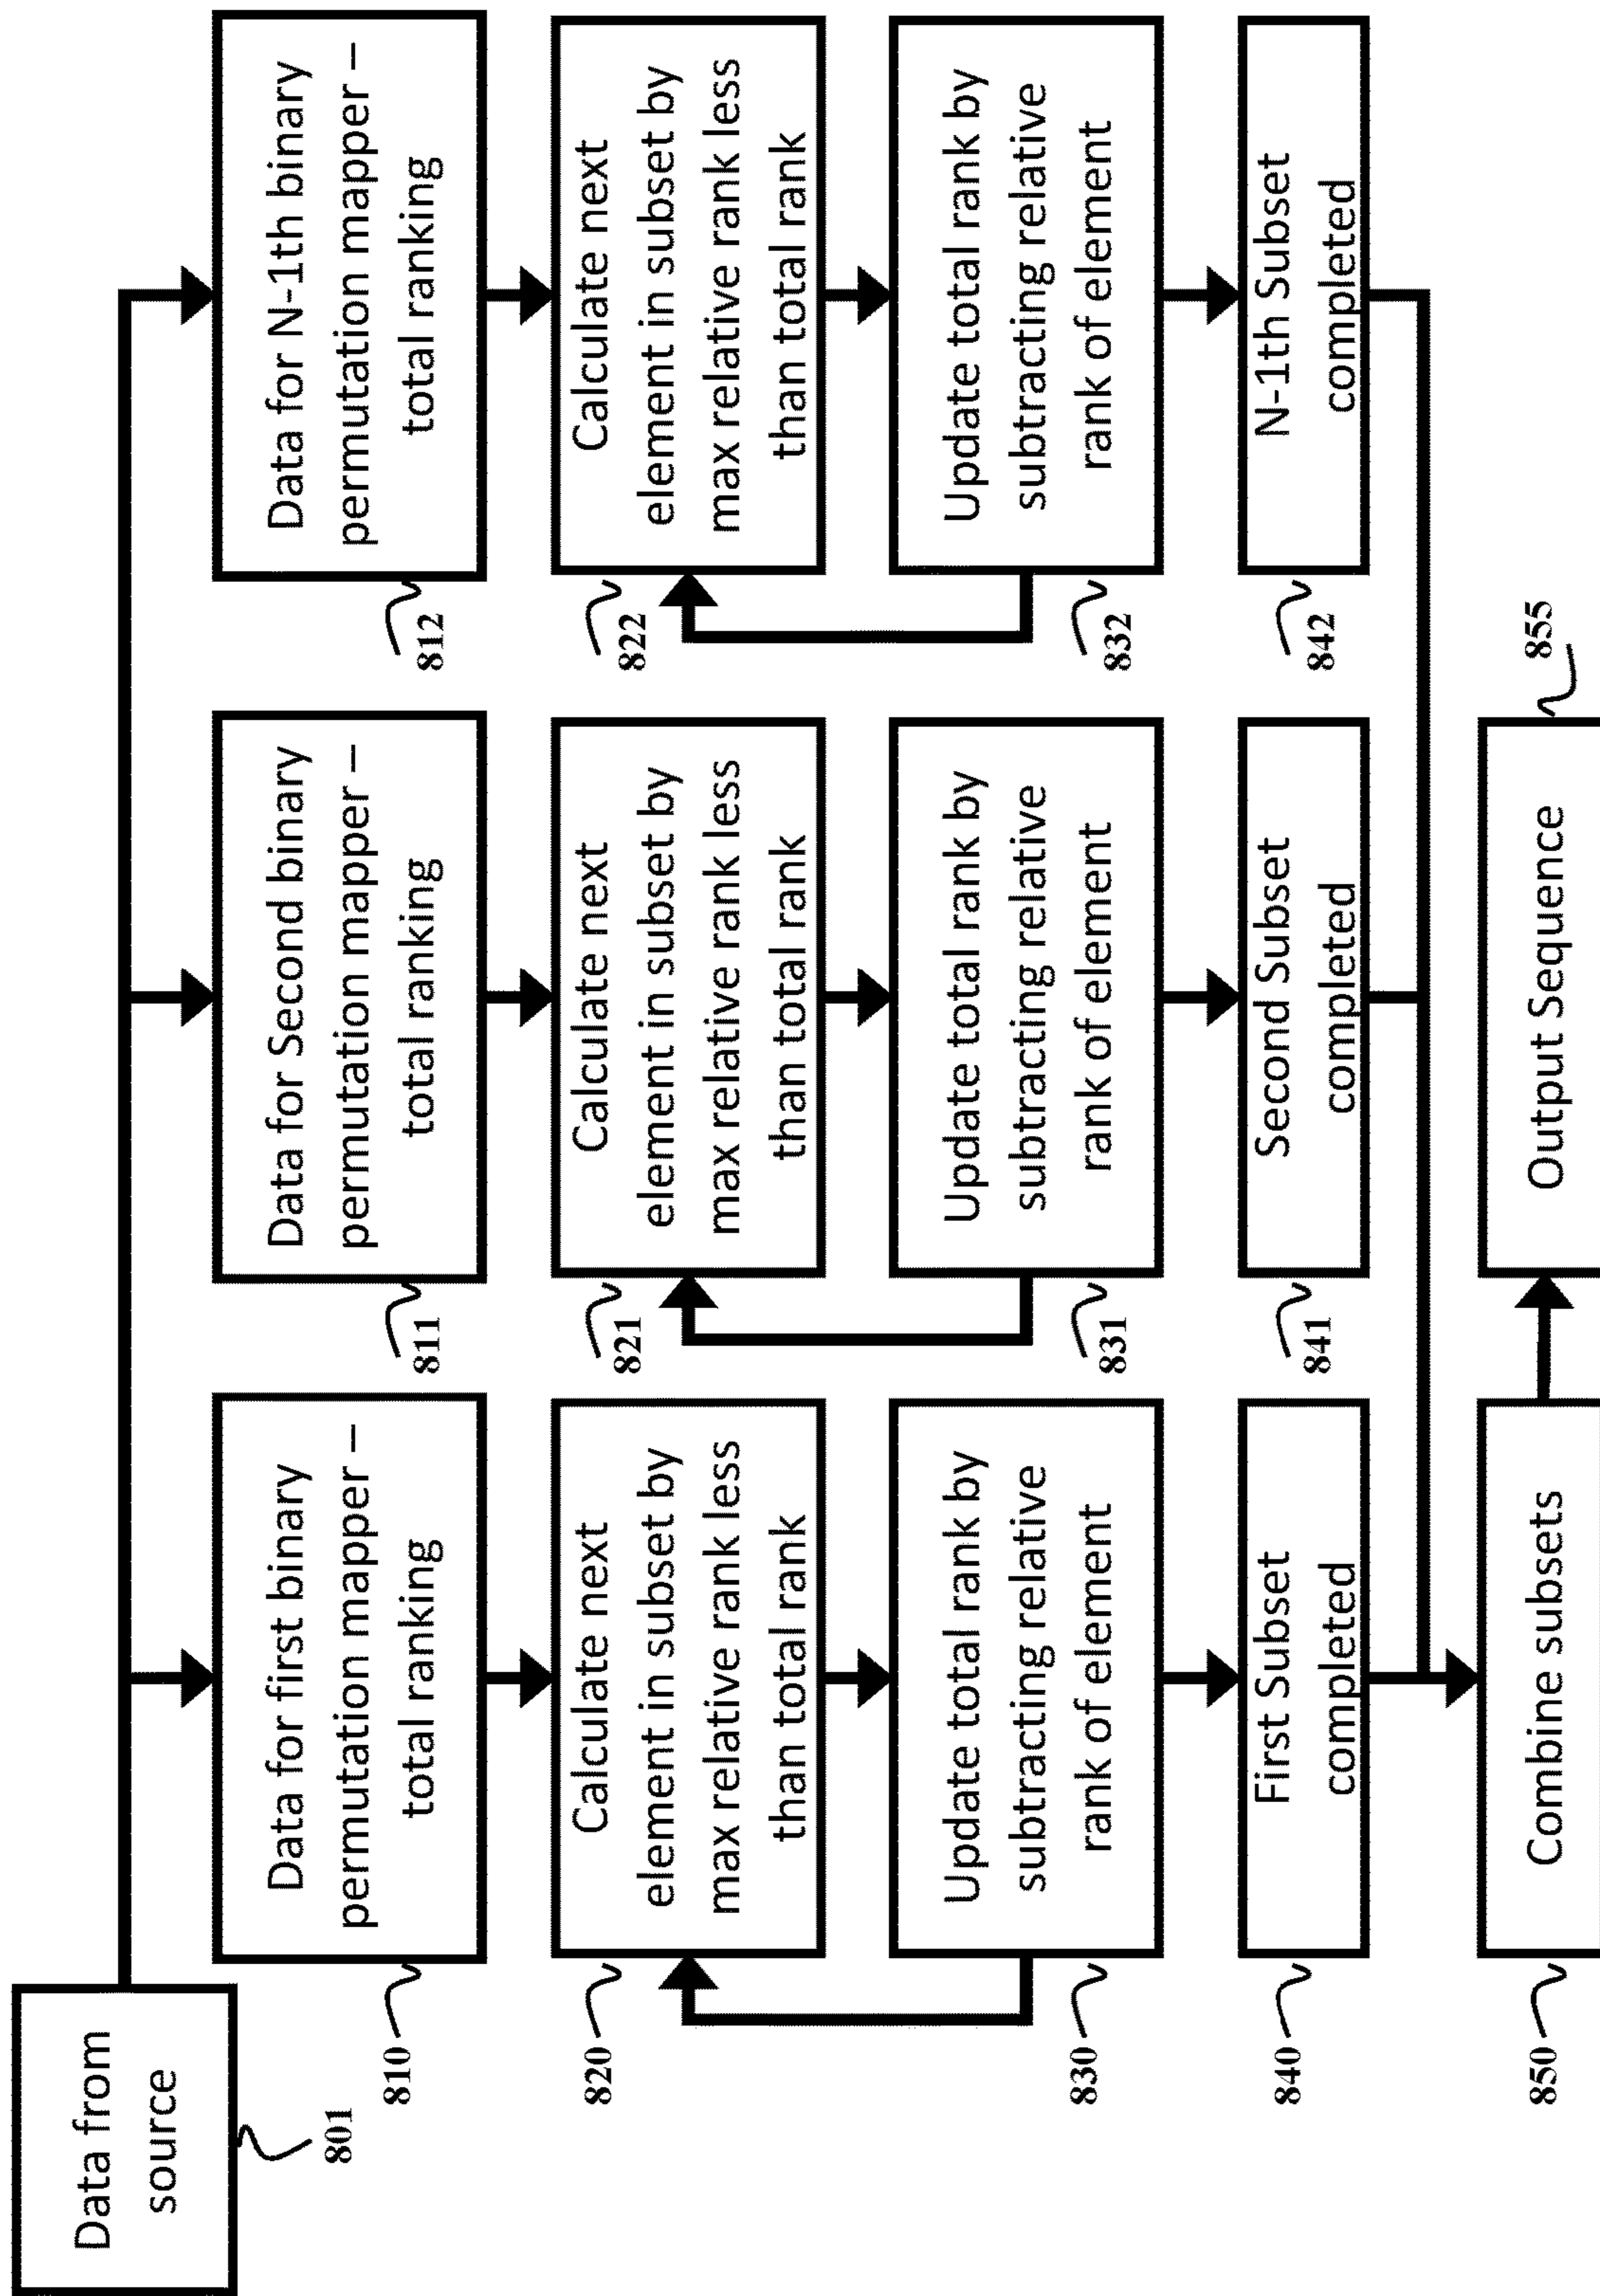 Data from
source
801
Data for first binary
permutation mapper –
total ranking
810
Data for Second binary
permutation mapper –
total ranking
811
Data for N-1th binary
permutation mapper –
total ranking
812
Calculate next
element in subset by
max relative rank less
than total rank
820
Calculate next
element in subset by
max relative rank less
than total rank
821
Calculate next
element in subset by
max relative rank less
than total rank
822
Update total rank by
subtracting relative
rank of element
830
Update total rank by
subtracting relative
rank of element
831
Update total rank by
subtracting relative
rank of element
832
First Subset
completed
840
Second Subset
completed
841
N-1th Subset
completed
842
Combine subsets
850
Output Sequence
855